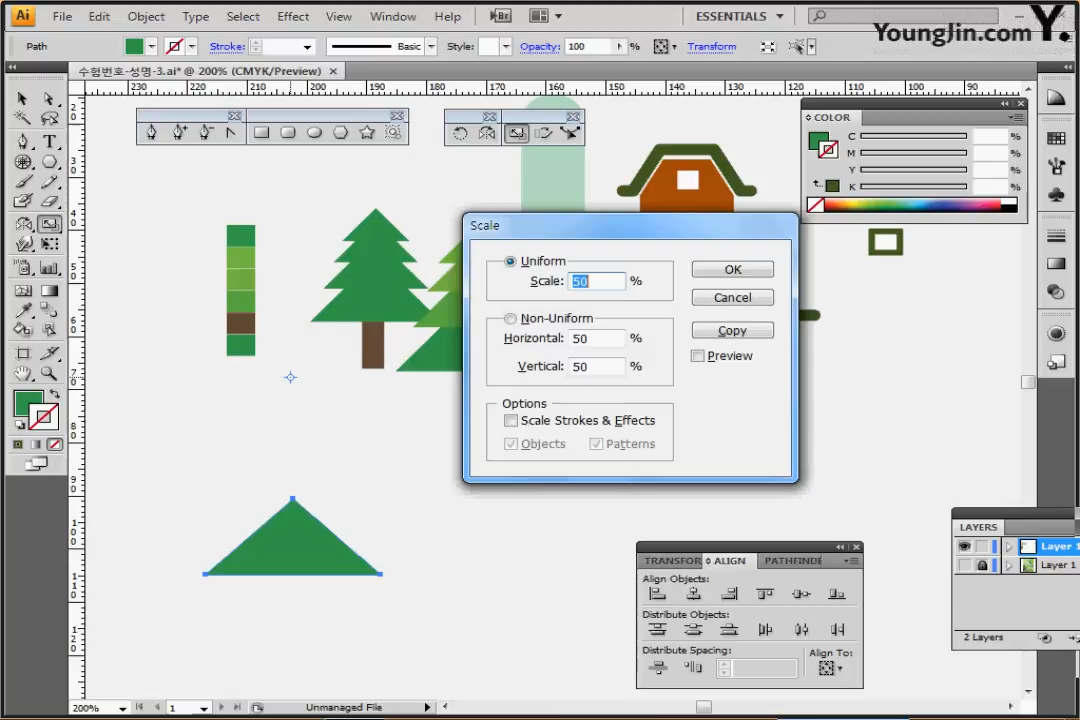 Ai File Edit Object Type Select Effect View Window Help Br ESSENTIALS
YoungJin.com Y.
Path Stroke: Basic Style: Opacity: 100 % Transform
수험번호-성명-3.ai* @ 200% (CMYK/Preview)
230 220 210 200 190 180 170 160 150 140 130 120 110 100 90
COLOR
C %
M %
Y %
K %
Scale
Uniform
Scale: 50 %
Non-Uniform
Horizontal: 50 %
Vertical: 50 %
Options
Scale Strokes & Effects
Objects Patterns
OK
Cancel
Copy
Preview
LAYERS
Layer 1
2 Layers
TRANSFOR ALIGN PATHFINDE
Align Objects:
Distribute Objects:
Distribute Spacing: Align To:
200% 1 Unmanaged File